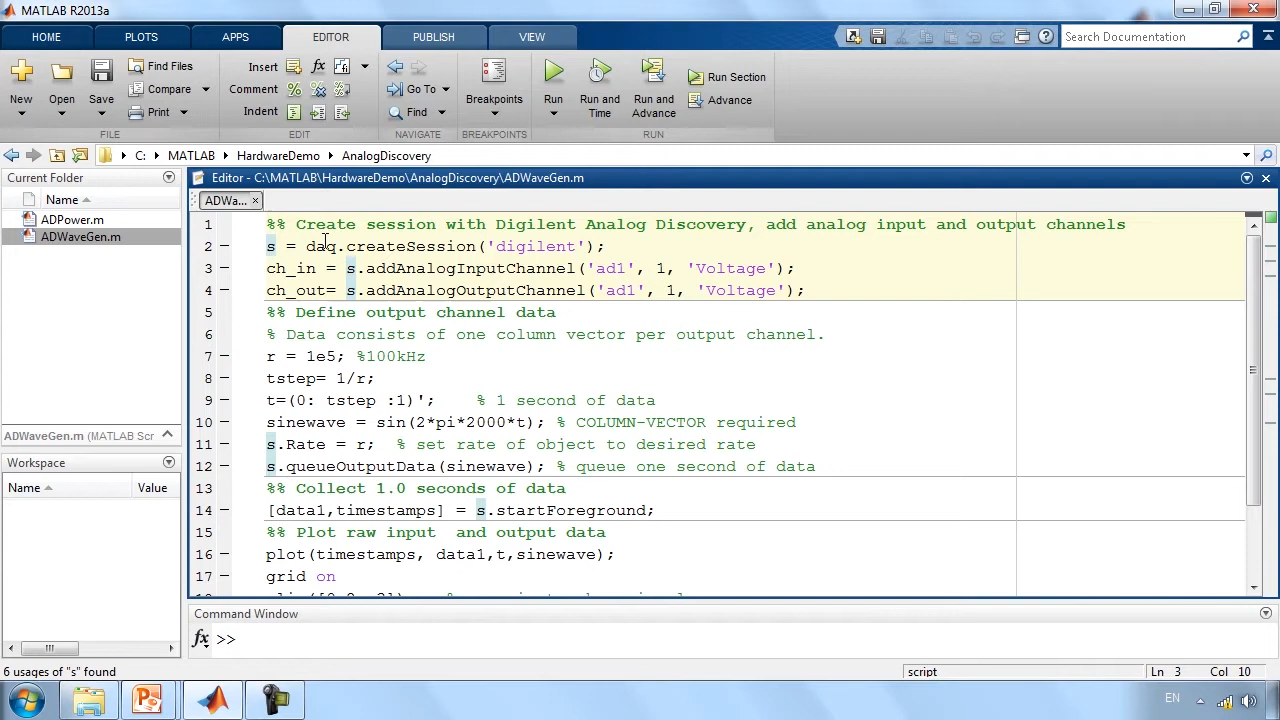 MATLAB R2013a
HOME PLOTS APPS EDITOR PUBLISH VIEW Search Documentation
New Open Save Find Files Compare Print
FILE
Insert fx
Comment
Indent
EDIT
Go To
Find
NAVIGATE
Breakpoints
BREAKPOINTS
Run Run and Time Run and Advance Run Section Advance
RUN
C: MATLAB HardwareDemo AnalogDiscovery
Current Folder
Name
ADPower.m
ADWaveGen.m
ADWaveGen.m (MATLAB Scr
Workspace
Name Value
Editor - C:\MATLAB\HardwareDemo\AnalogDiscovery\ADWaveGen.m
ADWa...
1 %% Create session with Digilent Analog Discovery, add analog input and output channels
2 s = daq.createSession('digilent');
3 ch_in = s.addAnalogInputChannel('ad1', 1, 'Voltage');
4 ch_out= s.addAnalogOutputChannel('ad1', 1, 'Voltage');
5 %% Define output channel data
6 % Data consists of one column vector per output channel.
7 r = 1e5; %100kHz
8 tstep= 1/r;
9 t=(0: tstep :1)'; % 1 second of data
10 sinewave = sin(2*pi*2000*t); % COLUMN-VECTOR required
11 s.Rate = r; % set rate of object to desired rate
12 s.queueOutputData(sinewave); % queue one second of data
13 %% Collect 1.0 seconds of data
14 [data1,timestamps] = s.startForeground;
15 %% Plot raw input and output data
16 plot(timestamps, data1,t,sinewave);
17 grid on
Command Window
fx >>
6 usages of "s" found
script
Ln 3 Col 10
EN